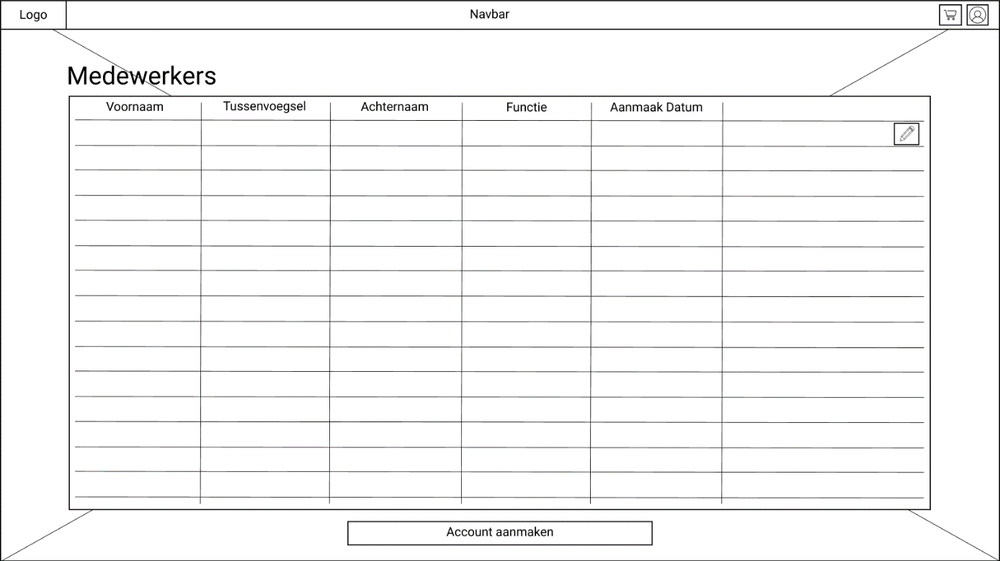 Logo
Navbar
Medewerkers
Voornaam Tussenvoegsel Achternaam Functie Aanmaak Datum
Account aanmaken